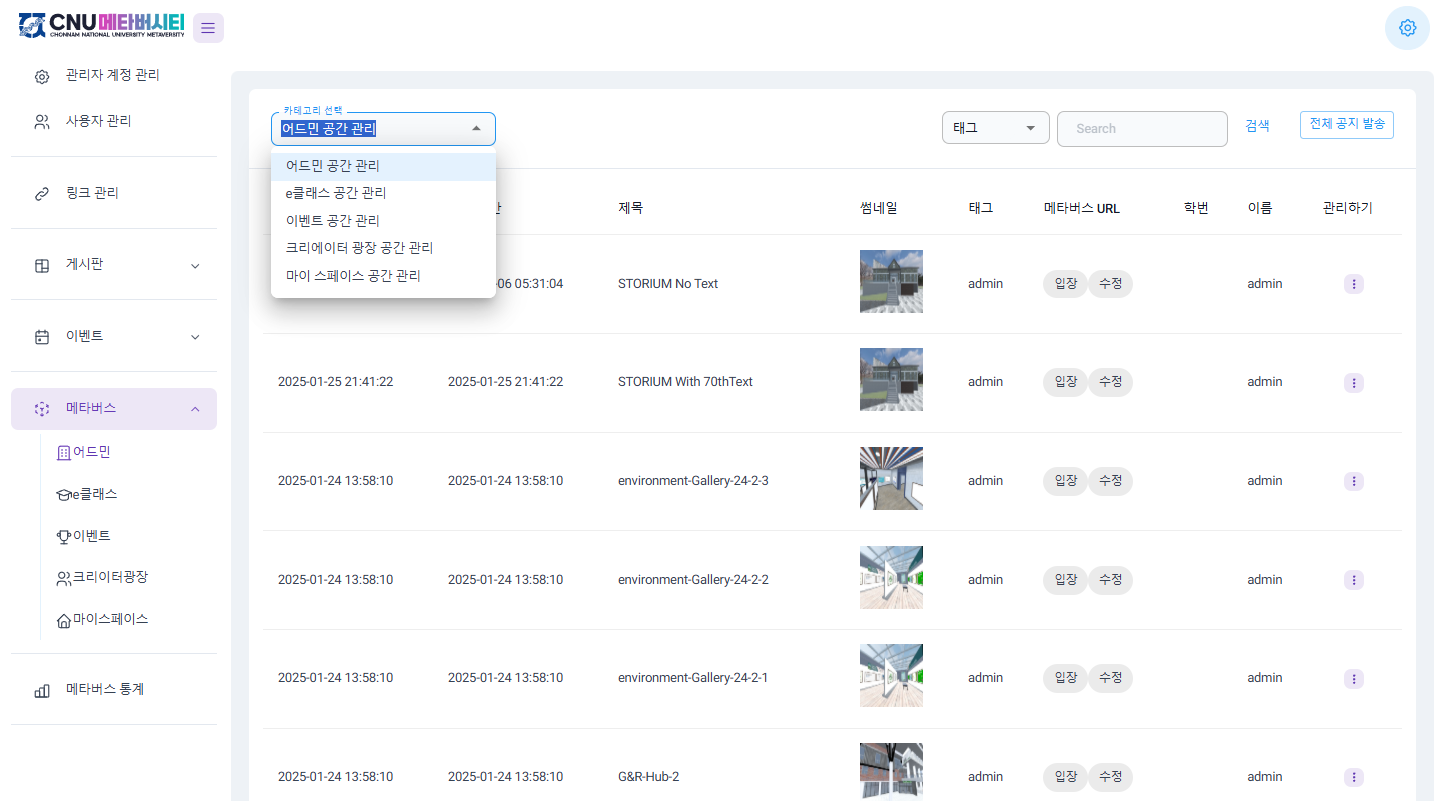 CNU메타버시티
CHONNAM NATIONAL UNIVERSITY METAVERSITY
관리자 계정 관리
사용자 관리
링크 관리
게시판
이벤트
메타버스
어드민
e클래스
이벤트
크리이터광장
마이스페이스
메타버스 통계
카테고리 선택
어드민 공간 관리
태그
Search
검색
전체 공지 발송
어드민 공간 관리
e클래스 공간 관리
이벤트 공간 관리
크리에이터 광장 공간 관리
마이 스페이스 공간 관리
제목 썸네일 태그 메타버스 URL 학번 이름 관리하기
-06 05:31:04 STORIUM No Text admin 입장 수정 admin
2025-01-25 21:41:22 2025-01-25 21:41:22 STORIUM With 70thText admin 입장 수정 admin
2025-01-24 13:58:10 2025-01-24 13:58:10 environment-Gallery-24-2-3 admin 입장 수정 admin
2025-01-24 13:58:10 2025-01-24 13:58:10 environment-Gallery-24-2-2 admin 입장 수정 admin
2025-01-24 13:58:10 2025-01-24 13:58:10 environment-Gallery-24-2-1 admin 입장 수정 admin
2025-01-24 13:58:10 2025-01-24 13:58:10 G&R-Hub-2 admin 입장 수정 admin